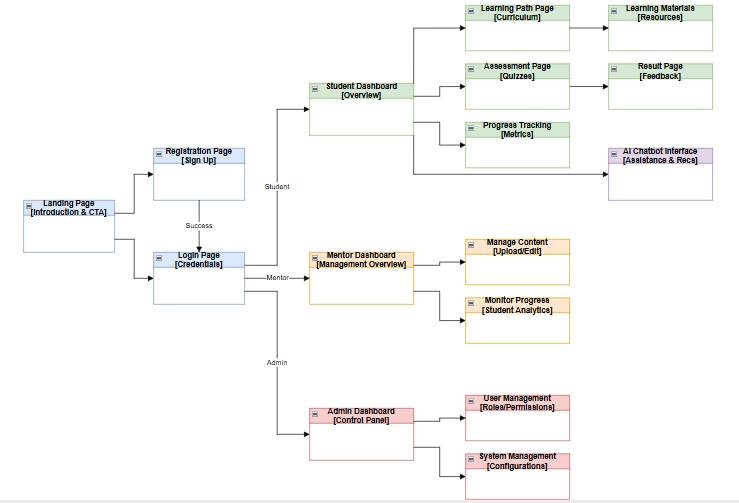 Learning Path Page
[Curriculum]
Learning Materials
[Resources]
Assessment Page
[Quizzes]
Result Page
[Feedback]
Student Dashboard
[Overview]
Progress Tracking
[Metrics]
Registration Page
[Sign Up]
AI Chatbot Interface
[Assistance & Recs]
Student
Landing Page
[Introduction & CTA]
Success
Login Page
[Credentials]
Mentor
Mentor Dashboard
[Management Overview]
Manage Content
[Upload/Edit]
Monitor Progress
[Student Analytics]
Admin
Admin Dashboard
[Control Panel]
User Management
[Roles/Permissions]
System Management
[Configurations]